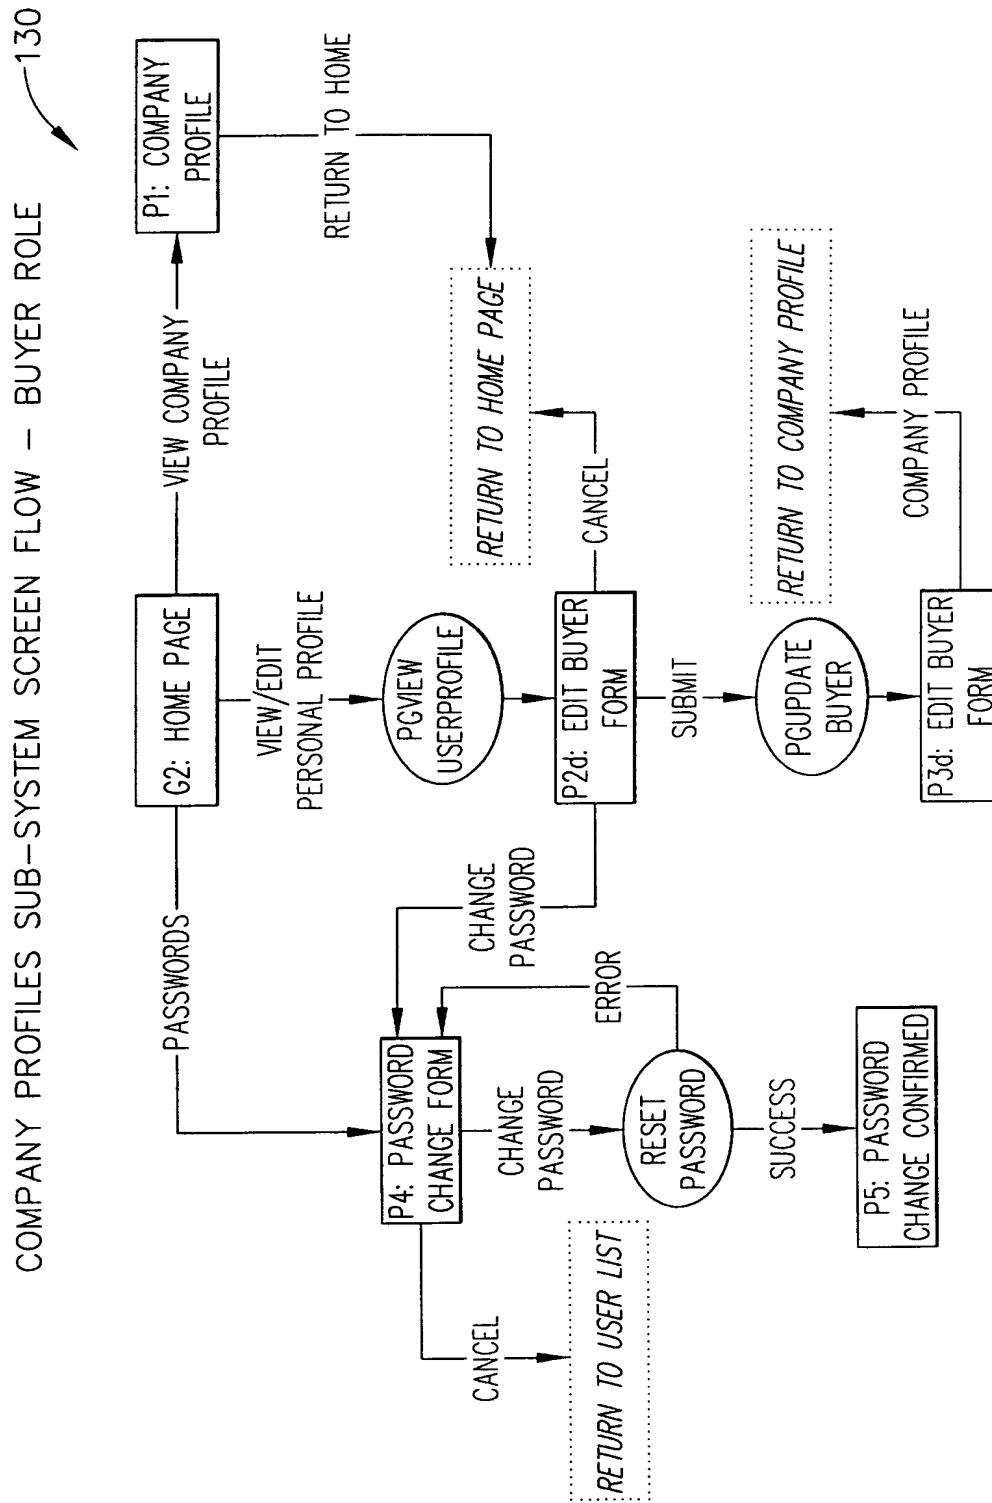 COMPANY PROFILES SUB-SYSTEM SCREEN FLOW - BUYER ROLE
130
G2: HOME PAGE
VIEW COMPANY
PROFILE
P1: COMPANY
PROFILE
PASSWORDS
VIEW/EDIT
PERSONAL PROFILE
RETURN TO HOME
PGVIEW
USERPROFILE
RETURN TO HOME PAGE
P4: PASSWORD
CHANGE FORM
CHANGE
PASSWORD
P2d: EDIT BUYER
FORM
CANCEL
CANCEL
CHANGE
PASSWORD
ERROR
SUBMIT
RESET
PASSWORD
RETURN TO USER LIST
SUCCESS
PGUPDATE
BUYER
RETURN TO COMPANY PROFILE
P5: PASSWORD
CHANGE CONFIRMED
P3d: EDIT BUYER
FORM
COMPANY PROFILE